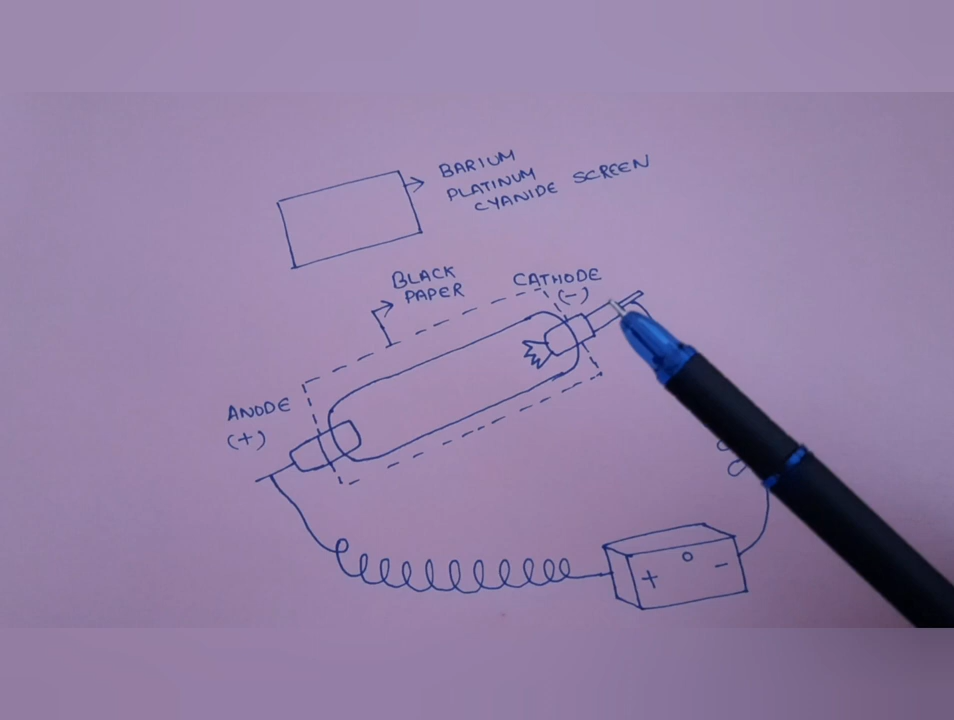 BARIUM
PLATINUM
CYANIDE SCREEN
BLACK
PAPER
CATHODE
(-)
ANODE
(+)
+ o -